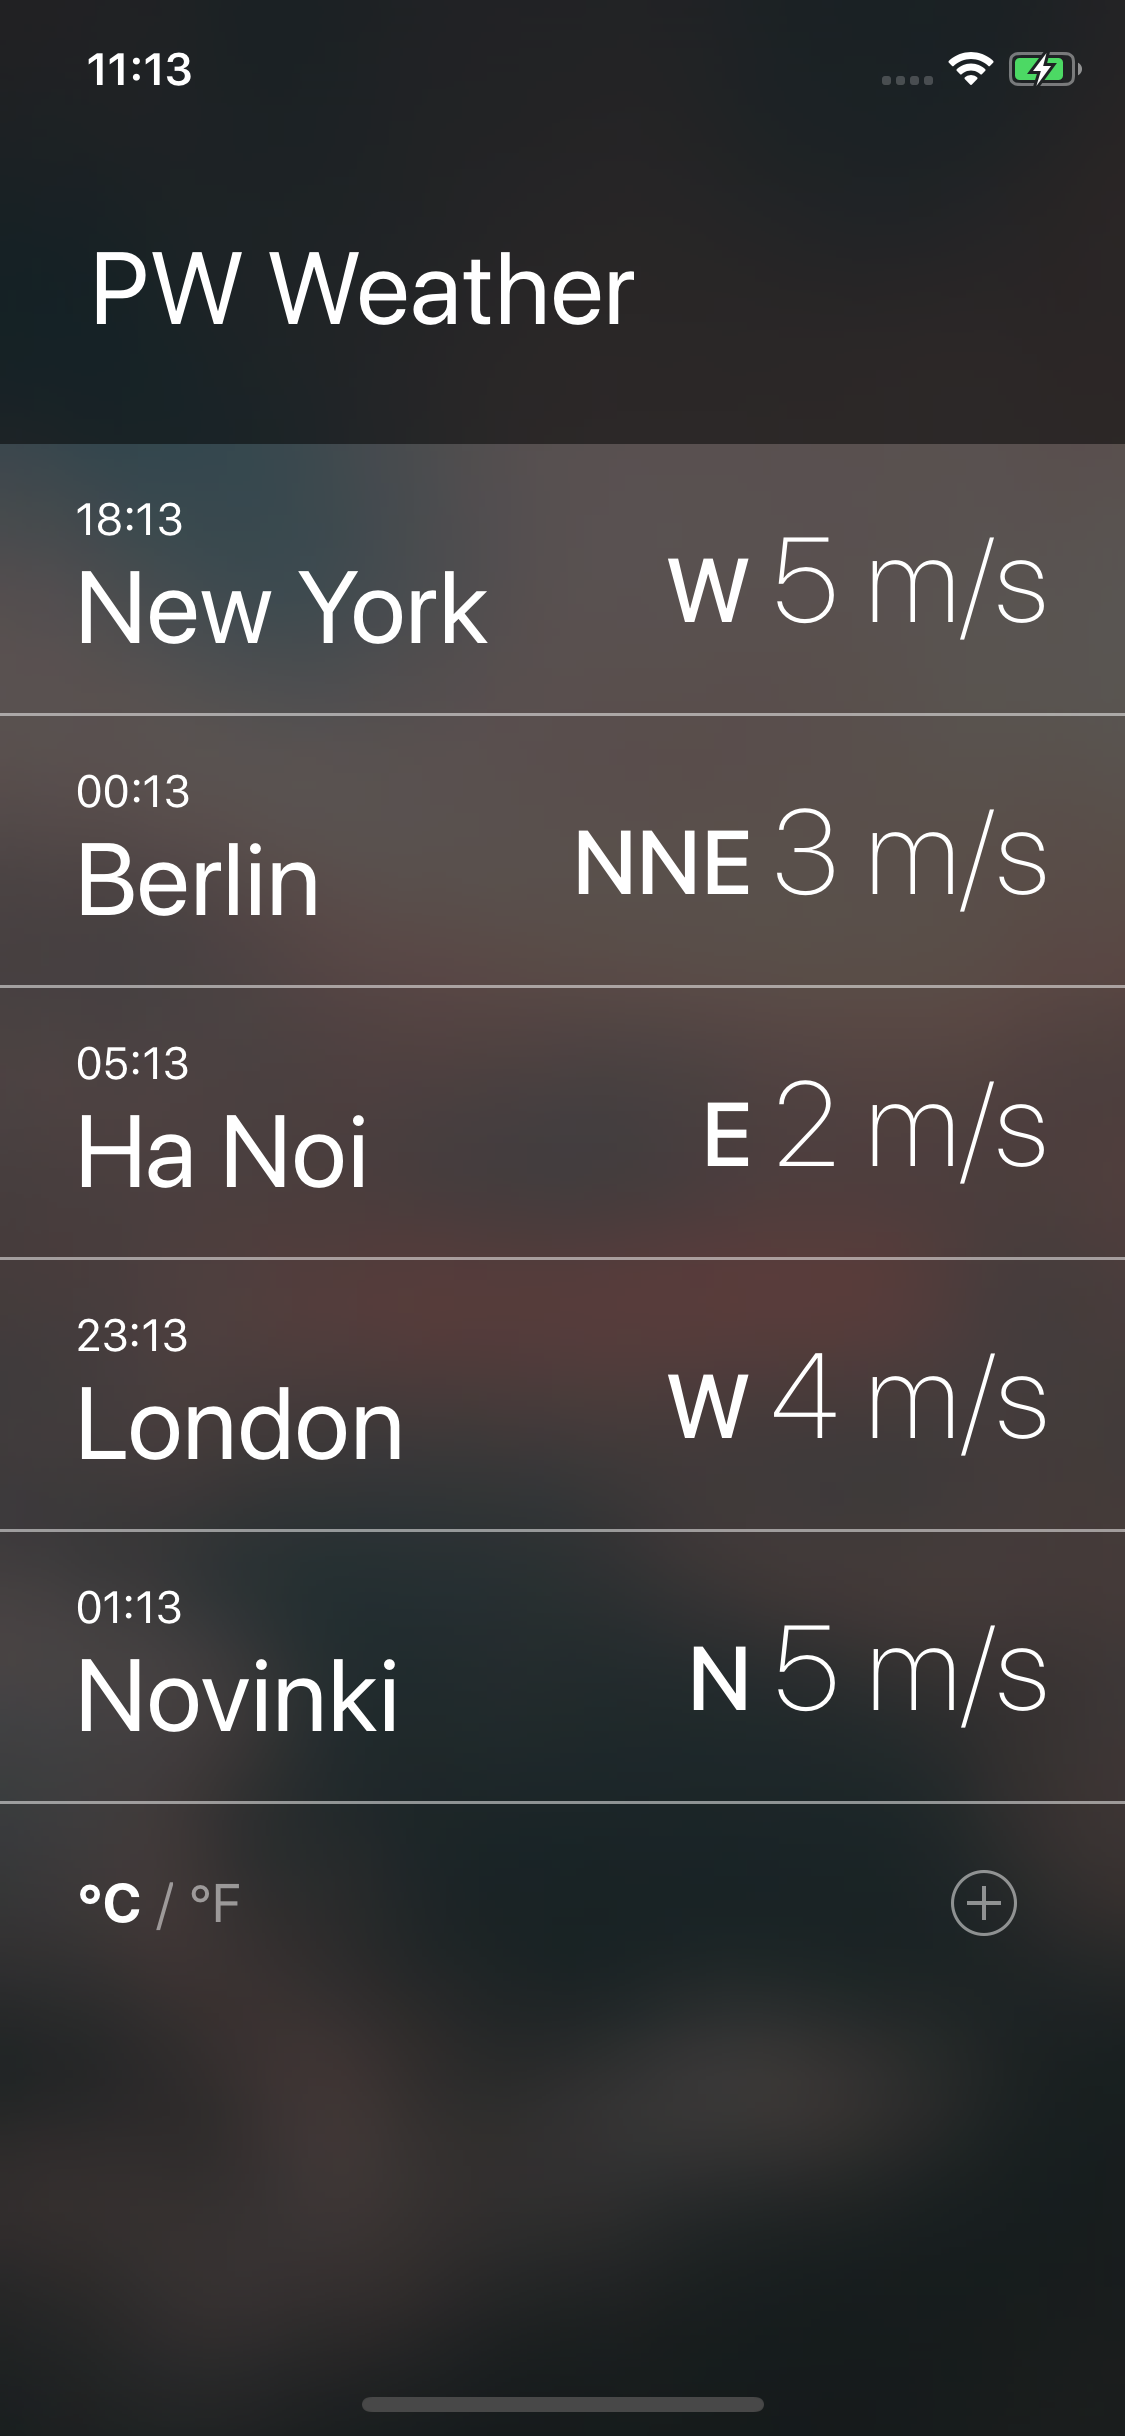 11:13
PW Weather
18:13
New York
W 5 m/s
00:13
Berlin
NNE 3 m/s
05:13
Ha Noi
E 2 m/s
23:13
London
W 4 m/s
01:13
Novinki
N 5 m/s
°C / °F